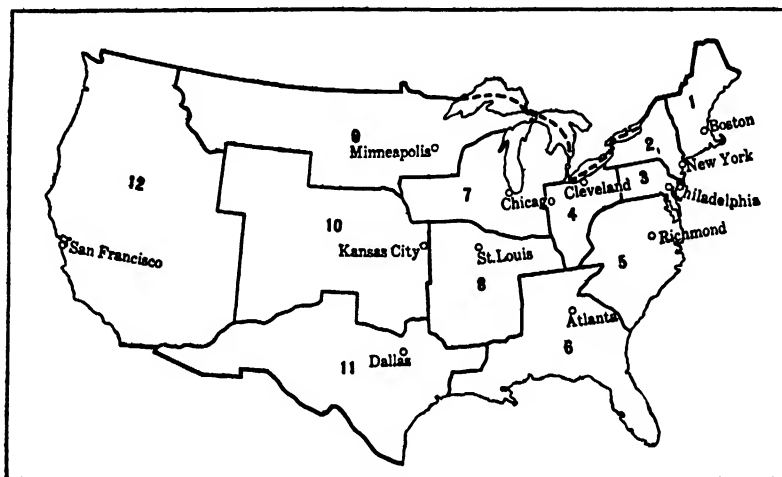 1
Boston
2
New York
3
Philadelphia
9
Minneapolis
12
7
Chicago
Cleveland
4
10
Kansas City
St. Louis
8
Richmond
5
San Francisco
Atlanta
6
11
Dallas